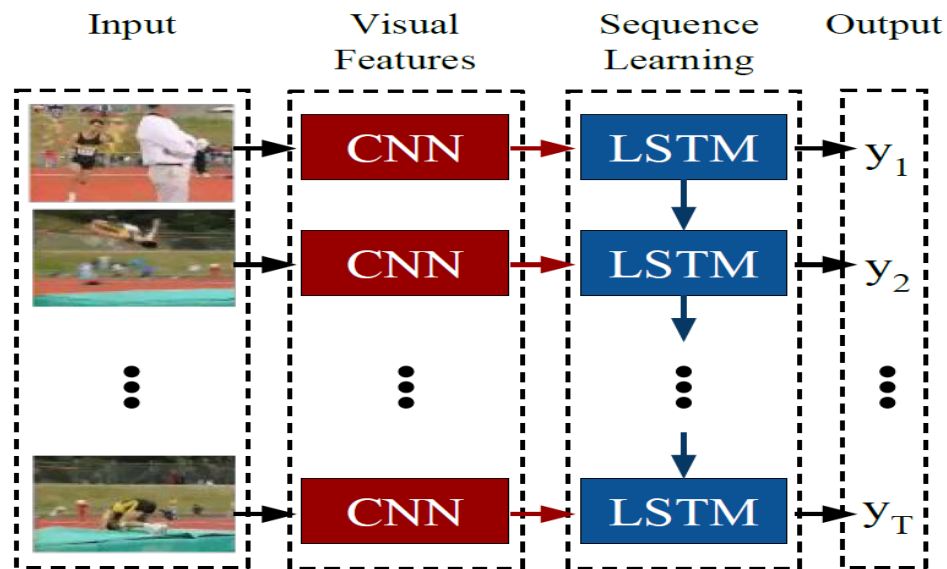 Input
Visual
Features
Sequence
Learning
Output
CNN
LSTM
y1
CNN
LSTM
y2
CNN
LSTM
yT